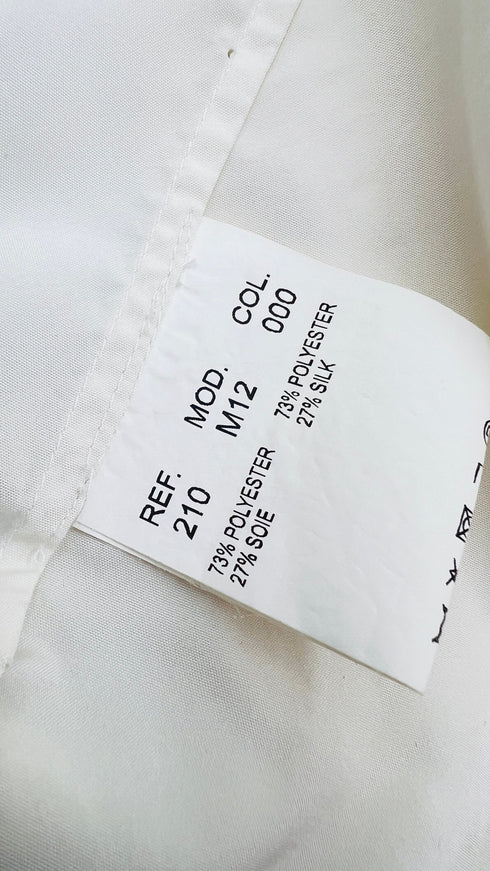 REF. MOD. COL.
210 M12 000
73% POLYESTER 73% POLYESTER
27% SOIE 27% SILK